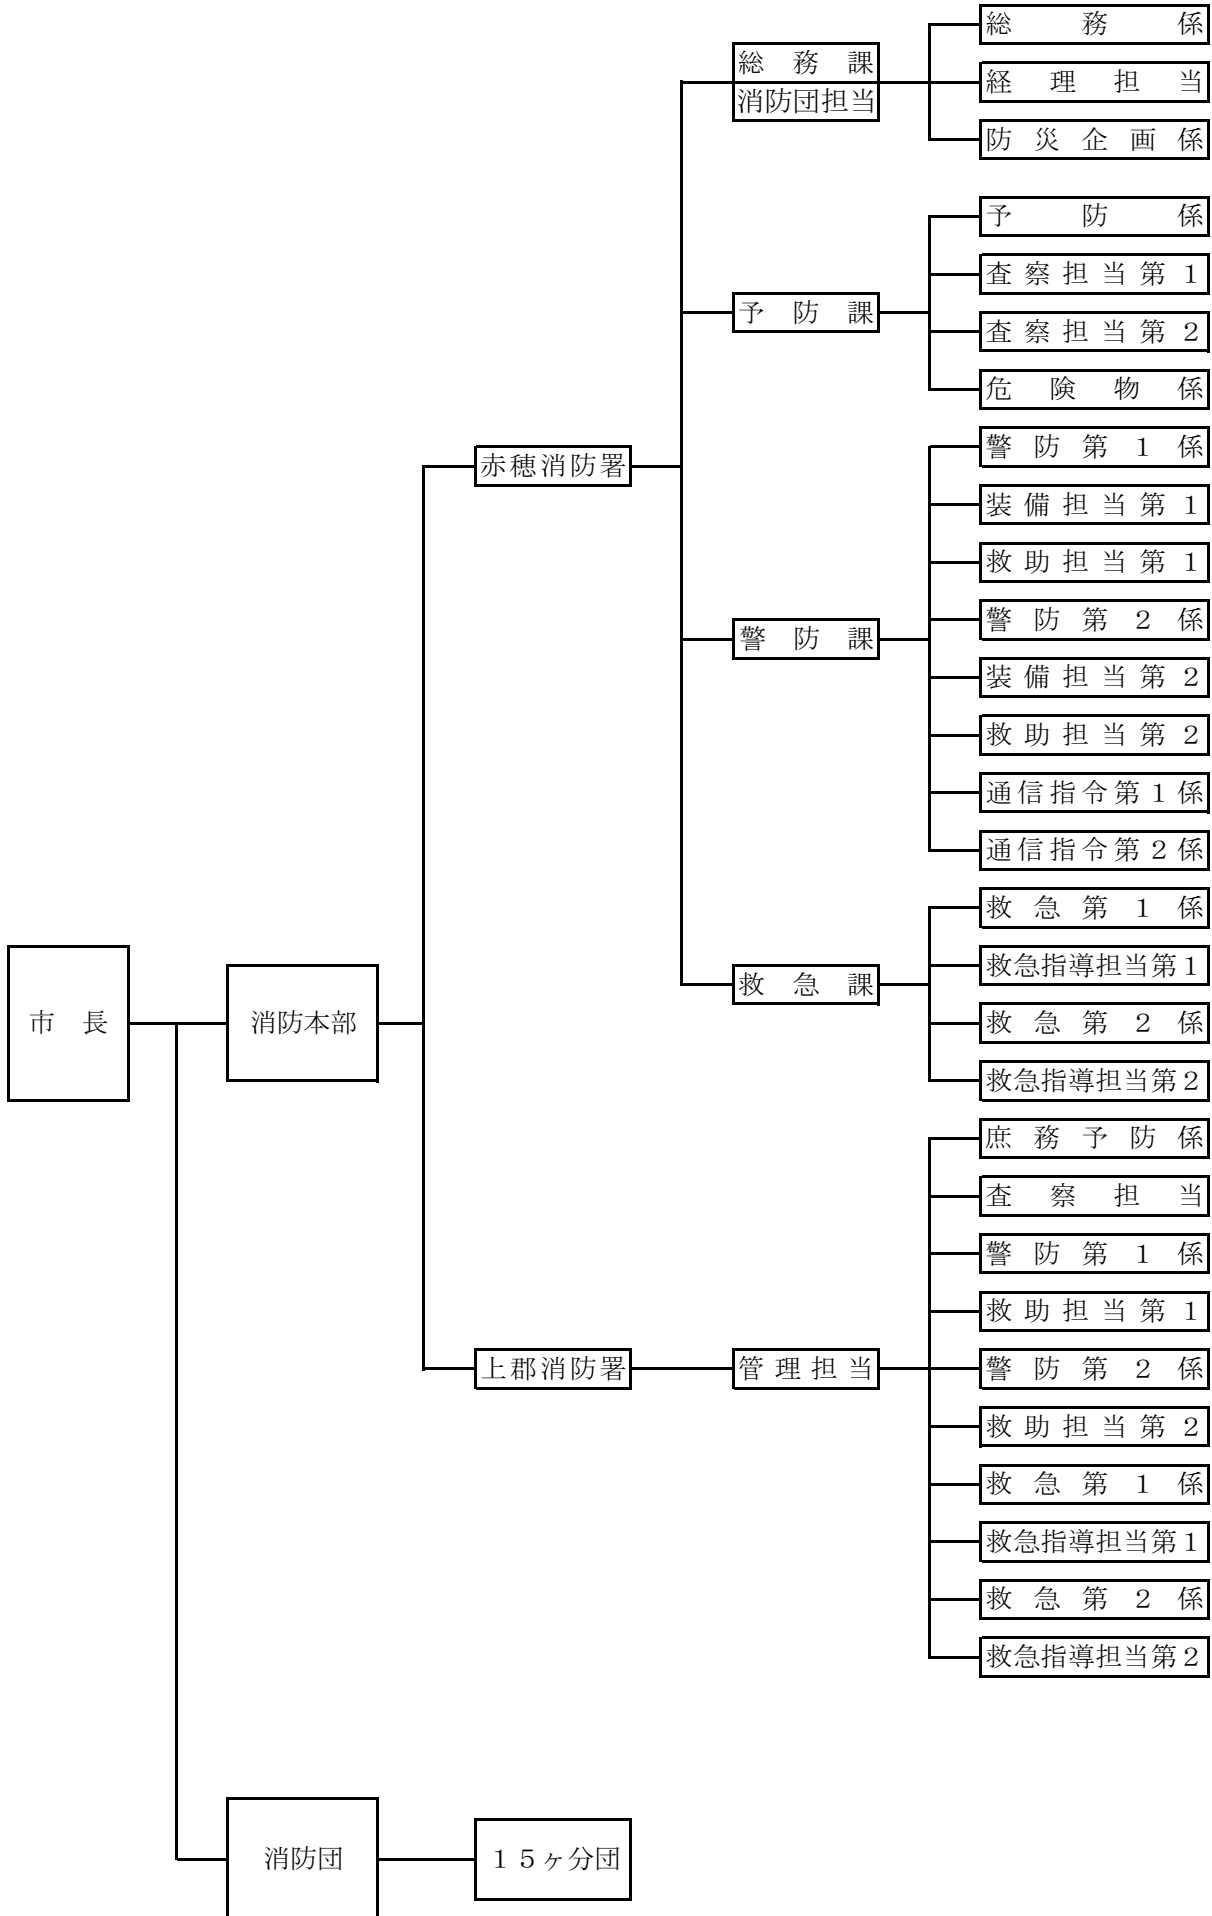 総務係
総務課
経理担当
消防団担当
防災企画係
予防係
査察担当第１
予防課
査察担当第２
危険物係
警防第１係
赤穂消防署
装備担当第１
救助担当第１
警防第２係
警防課
装備担当第２
救助担当第２
通信指令第１係
通信指令第２係
救急第１係
救急指導担当第１
救急課
市長
消防本部
救急第２係
救急指導担当第２
庶務予防係
査察担当
警防第１係
救助担当第１
上郡消防署
管理担当
警防第２係
救助担当第２
救急第１係
救急指導担当第１
救急第２係
救急指導担当第２
消防団
１５ヶ分団